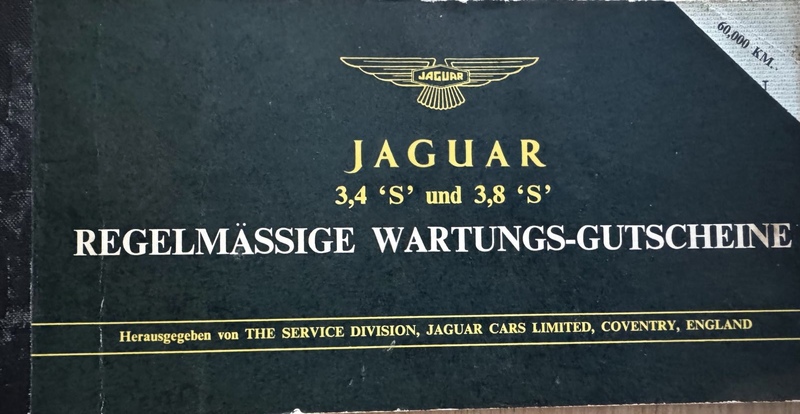 60,000 KM.
JAGUAR
JAGUAR
3,4 ‘S’ und 3,8 ‘S’
REGELMÄSSIGE WARTUNGS-GUTSCHEINE
Herausgegeben von THE SERVICE DIVISION, JAGUAR CARS LIMITED, COVENTRY, ENGLAND